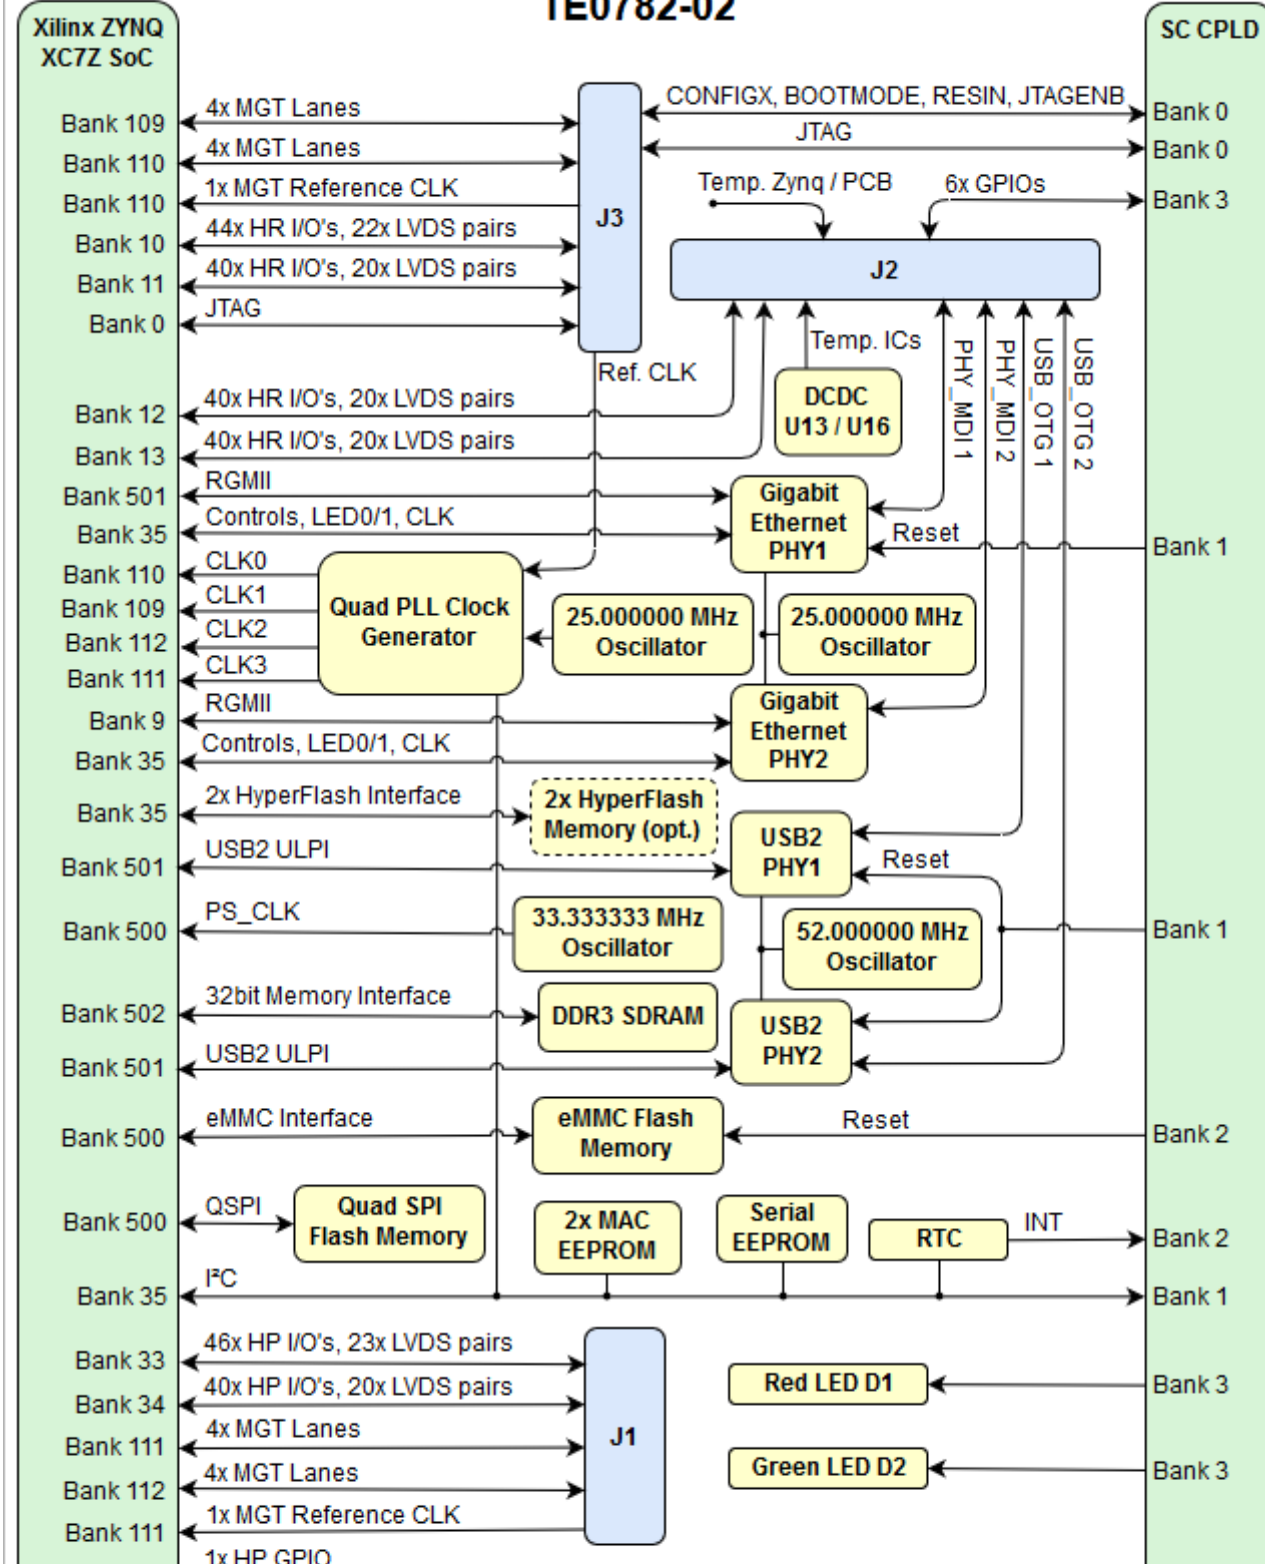 TE0782-02
Xilinx ZYNQ
XC7Z SoC
SC CPLD
Bank 109
4x MGT Lanes
Bank 110
4x MGT Lanes
Bank 110
1x MGT Reference CLK
Bank 10
44x HR I/O's, 22x LVDS pairs
Bank 11
40x HR I/O's, 20x LVDS pairs
Bank 0
JTAG
J3
CONFIGX, BOOTMODE, RESIN, JTAGENB
Bank 0
JTAG
Bank 0
Temp. Zynq / PCB
6x GPIOs
Bank 3
J2
Ref. CLK
Temp. ICs
DCDC
U13 / U16
PHY_MDI 1
PHY_MDI 2
USB_OTG 1
USB_OTG 2
Bank 12
40x HR I/O's, 20x LVDS pairs
Bank 13
40x HR I/O's, 20x LVDS pairs
Bank 501
RGMII
Bank 35
Controls, LED0/1, CLK
Gigabit
Ethernet
PHY1
Reset
Bank 1
Bank 110
CLK0
Bank 109
CLK1
Bank 112
CLK2
Bank 111
CLK3
Quad PLL Clock
Generator
25.000000 MHz
Oscillator
25.000000 MHz
Oscillator
Bank 9
RGMII
Bank 35
Controls, LED0/1, CLK
Gigabit
Ethernet
PHY2
Bank 35
2x HyperFlash Interface
2x HyperFlash
Memory (opt.)
Bank 501
USB2 ULPI
USB2
PHY1
Reset
Bank 500
PS_CLK
33.333333 MHz
Oscillator
52.000000 MHz
Oscillator
Bank 1
Bank 502
32bit Memory Interface
DDR3 SDRAM
Bank 501
USB2 ULPI
USB2
PHY2
Bank 500
eMMC Interface
eMMC Flash
Memory
Reset
Bank 2
Bank 500
QSPI
Quad SPI
Flash Memory
2x MAC
EEPROM
Serial
EEPROM
RTC
INT
Bank 2
Bank 35
I²C
Bank 1
Bank 33
46x HP I/O's, 23x LVDS pairs
Bank 34
40x HP I/O's, 20x LVDS pairs
Bank 111
4x MGT Lanes
Bank 112
4x MGT Lanes
Bank 111
1x MGT Reference CLK
1x HP GPIO
J1
Red LED D1
Bank 3
Green LED D2
Bank 3